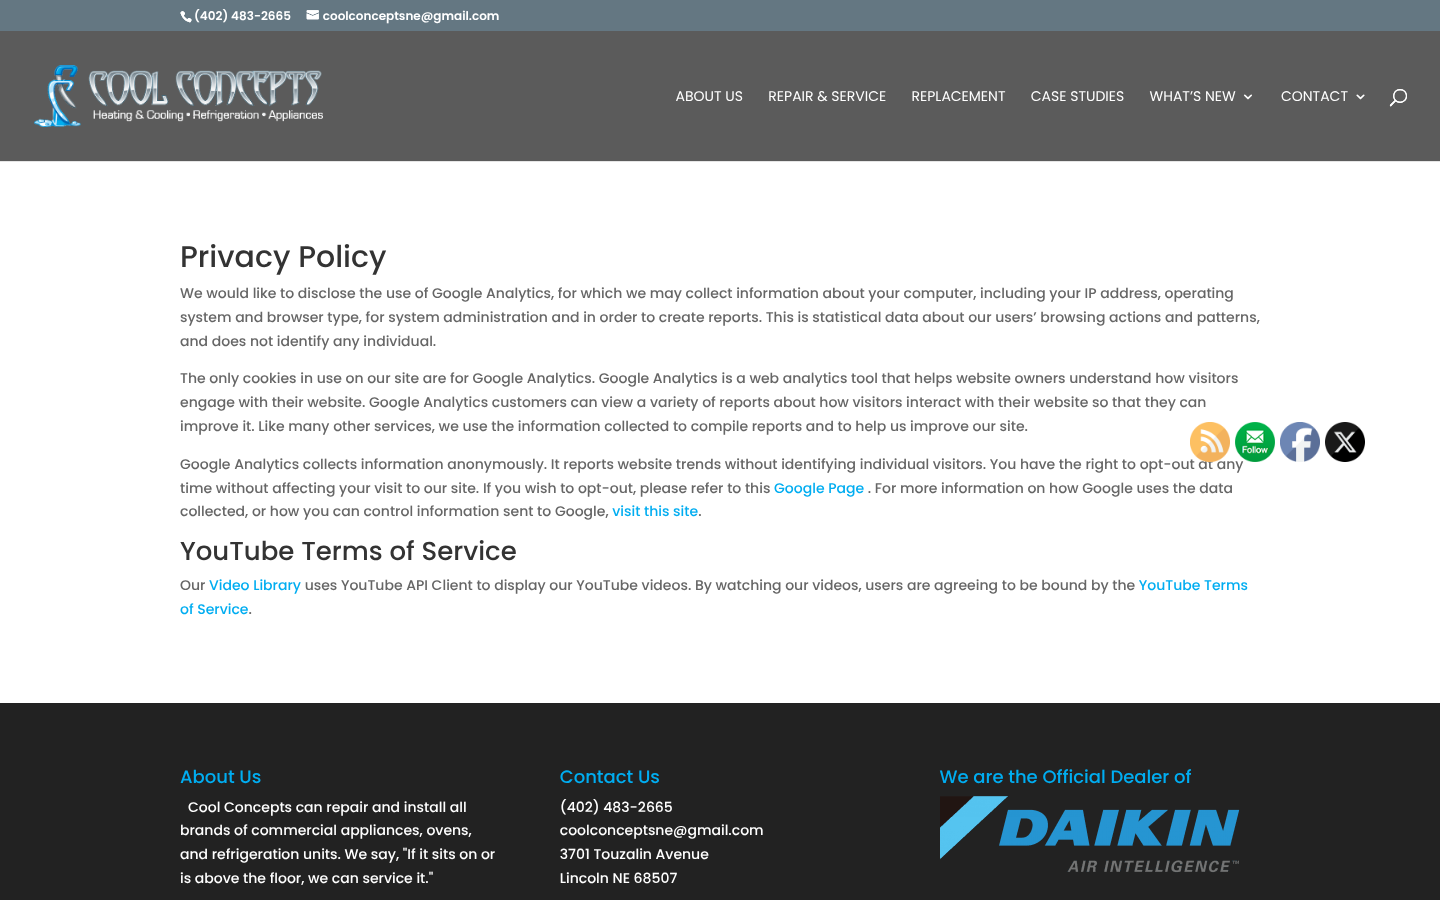 (402) 483-2665 coolconceptsne@gmail.com
COOL CONCEPTS
Heating & Cooling • Refrigeration • Appliances
ABOUT US REPAIR & SERVICE REPLACEMENT CASE STUDIES WHAT'S NEW CONTACT
Privacy Policy
We would like to disclose the use of Google Analytics, for which we may collect information about your computer, including your IP address, operating
system and browser type, for system administration and in order to create reports. This is statistical data about our users' browsing actions and patterns,
and does not identify any individual.
The only cookies in use on our site are for Google Analytics. Google Analytics is a web analytics tool that helps website owners understand how visitors
engage with their website. Google Analytics customers can view a variety of reports about how visitors interact with their website so that they can
improve it. Like many other services, we use the information collected to compile reports and to help us improve our site.
Follow
Google Analytics collects information anonymously. It reports website trends without identifying individual visitors. You have the right to opt-out at any
time without affecting your visit to our site. If you wish to opt-out, please refer to this Google Page . For more information on how Google uses the data
collected, or how you can control information sent to Google, visit this site.
YouTube Terms of Service
Our Video Library uses YouTube API Client to display our YouTube videos. By watching our videos, users are agreeing to be bound by the YouTube Terms
of Service.
About Us
Cool Concepts can repair and install all
brands of commercial appliances, ovens,
and refrigeration units. We say, "If it sits on or
is above the floor, we can service it."
Contact Us
(402) 483-2665
coolconceptsne@gmail.com
3701 Touzalin Avenue
Lincoln NE 68507
We are the Official Dealer of
DAIKIN
AIR INTELLIGENCE™